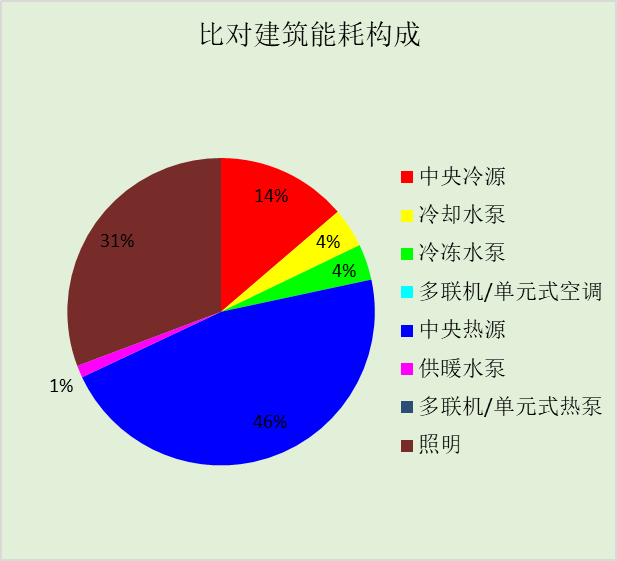 比对建筑能耗构成
14%
4%
4%
46%
1%
31%
中央冷源
冷却水泵
冷冻水泵
多联机/单元式空调
中央热源
供暖水泵
多联机/单元式热泵
照明